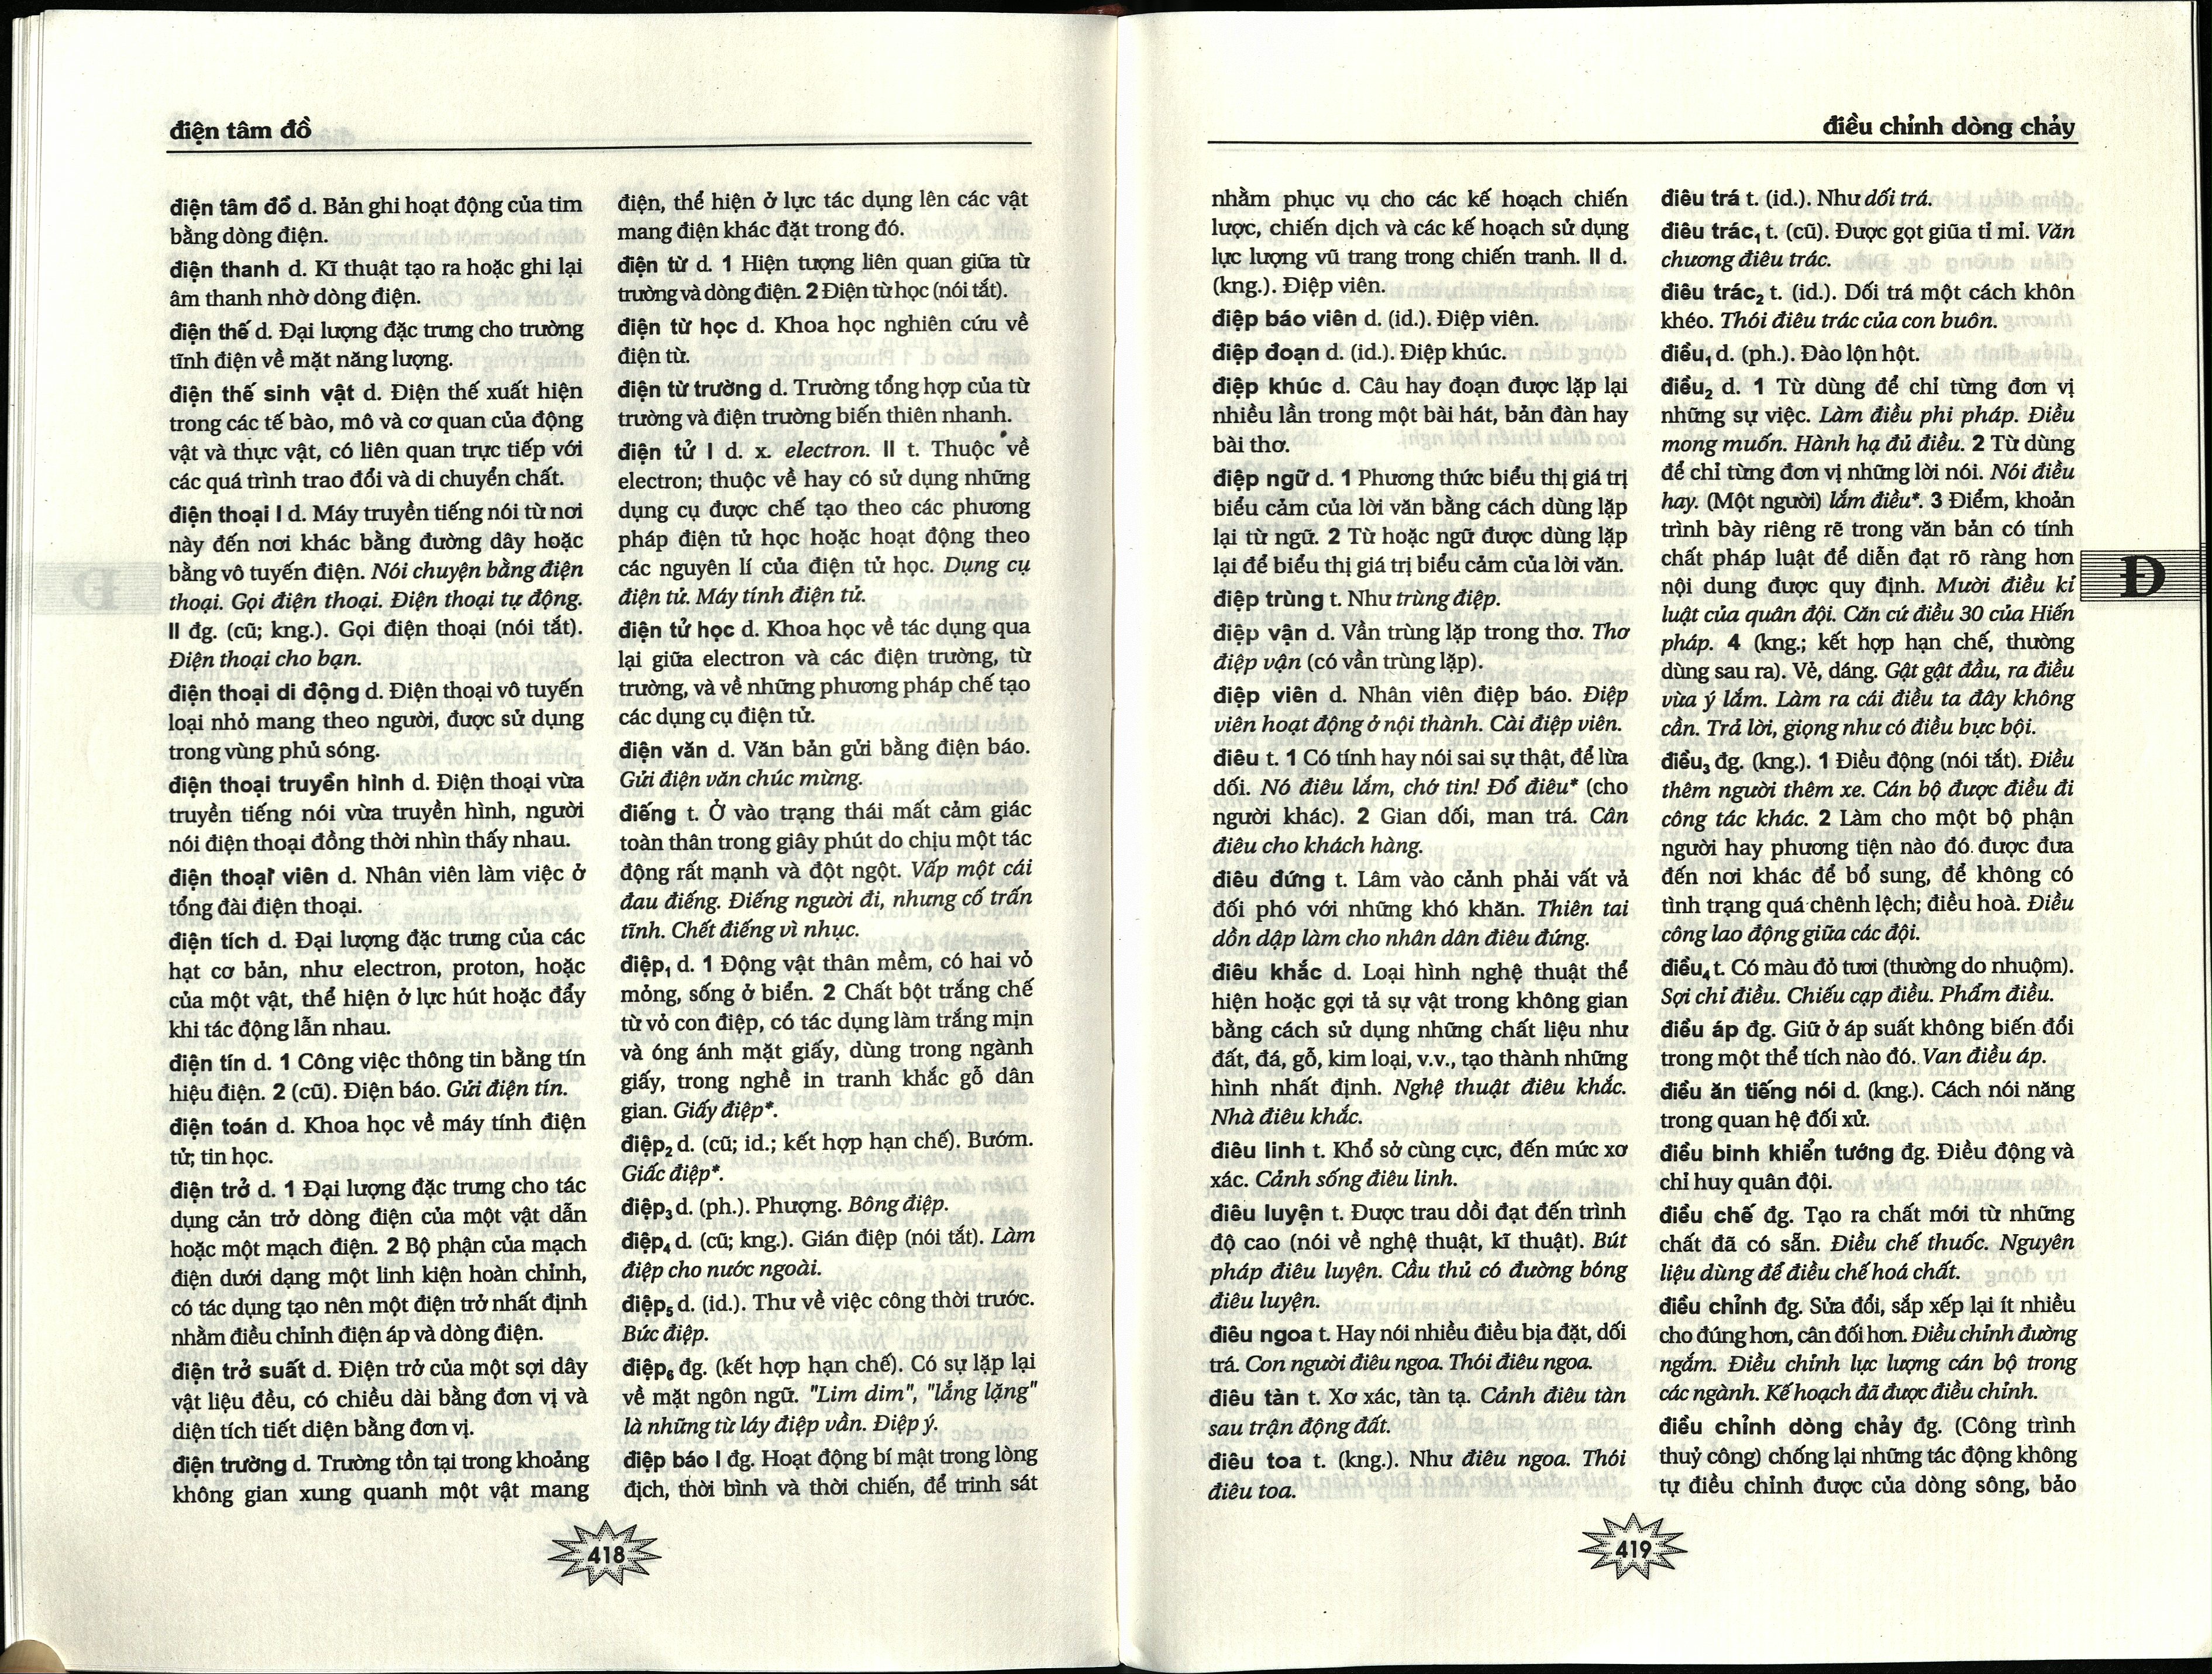 điện tâm đồ
điện tâm đồ d. Bản ghi hoạt động của tim
bằng dòng điện.
điện thanh d. Kĩ thuật tạo ra hoặc ghi lại
âm thanh nhờ dòng điện.
điện thế d. Đại lượng đặc trưng cho trường
tĩnh điện về mặt năng lượng.
điện thế sinh vật d. Điện thế xuất hiện
trong các tế bào, mô và cơ quan của động
vật và thực vật, có liên quan trực tiếp với
các quá trình trao đổi và di chuyển chất.
điện thoại I d. Máy truyền tiếng nói từ nơi
này đến nơi khác bằng đường dây hoặc
bằng vô tuyến điện. Nói chuyện bằng điện
thoại. Gọi điện thoại. Điện thoại tự động.
II đg. (cũ; kng.). Gọi điện thoại (nói tắt).
Điện thoại cho bạn.
điện thoại di động d. Điện thoại vô tuyến
loại nhỏ mang theo người, được sử dụng
trong vùng phủ sóng.
điện thoại truyền hình d. Điện thoại vừa
truyền tiếng nói vừa truyền hình, người
nói điện thoại đồng thời nhìn thấy nhau.
điện thoại viên d. Nhân viên làm việc ở
tổng đài điện thoại.
điện tích d. Đại lượng đặc trưng của các
hạt cơ bản, như electron, proton, hoặc
của một vật, thể hiện ở lực hút hoặc đẩy
khi tác động lẫn nhau.
điện tín d. 1 Công việc thông tin bằng tín
hiệu điện. 2 (cũ). Điện báo. Gửi điện tín.
điện toán d. Khoa học về máy tính điện
tử; tin học.
điện trở d. 1 Đại lượng đặc trưng cho tác
dụng cản trở dòng điện của một vật dẫn
hoặc một mạch điện. 2 Bộ phận của mạch
điện dưới dạng một linh kiện hoàn chỉnh,
có tác dụng tạo nên một điện trở nhất định
nhằm điều chỉnh điện áp và dòng điện.
điện trở suất d. Điện trở của một sợi dây
vật liệu đều, có chiều dài bằng đơn vị và
diện tích tiết diện bằng đơn vị.
điện trường d. Trường tồn tại trong khoảng
không gian xung quanh một vật mang
điện, thể hiện ở lực tác dụng lên các vật
mang điện khác đặt trong đó.
điện từ d. 1 Hiện tượng liên quan giữa từ
trường và dòng điện. 2 Điện từ học (nói tắt).
điện từ học d. Khoa học nghiên cứu về
điện từ.
điện từ trường d. Trường tổng hợp của từ
trường và điện trường biến thiên nhanh.
điện tử I d. x. electron. II t. Thuộc về
electron; thuộc về hay có sử dụng những
dụng cụ được chế tạo theo các phương
pháp điện tử học hoặc hoạt động theo
các nguyên lí của điện tử học. Dụng cụ
điện tử. Máy tính điện tử.
điện tử học d. Khoa học về tác dụng qua
lại giữa electron và các điện trường, từ
trường, và về những phương pháp chế tạo
các dụng cụ điện tử.
điện văn d. Văn bản gửi bằng điện báo.
Gửi điện văn chúc mừng.
điếng t. Ở vào trạng thái mất cảm giác
toàn thân trong giây phút do chịu một tác
động rất mạnh và đột ngột. Vấp một cái
đau điếng. Điếng người đi, nhưng cố trấn
tĩnh. Chết điếng vì nhục.
điệp₁ d. 1 Động vật thân mềm, có hai vỏ
mỏng, sống ở biển. 2 Chất bột trắng chế
từ vỏ con điệp, có tác dụng làm trắng mịn
và óng ánh mặt giấy, dùng trong ngành
giấy, trong nghề in tranh khắc gỗ dân
gian. Giấy điệp*.
điệp₂ d. (cũ; id.; kết hợp hạn chế). Bướm.
Giấc điệp*.
điệp₃ d. (ph.). Phượng. Bông điệp.
điệp₄ d. (cũ; kng.). Gián điệp (nói tắt). Làm
điệp cho nước ngoài.
điệp₅ d. (id.). Thư về việc công thời trước.
Bức điệp.
điệp₆ đg. (kết hợp hạn chế). Có sự lặp lại
về mặt ngôn ngữ. "Lim dim", "lẳng lặng"
là những từ láy điệp vần. Điệp ý.
điệp báo I đg. Hoạt động bí mật trong lòng
địch, thời bình và thời chiến, để trinh sát
418
điều chỉnh dòng chảy
nhằm phục vụ cho các kế hoạch chiến
lược, chiến dịch và các kế hoạch sử dụng
lực lượng vũ trang trong chiến tranh. II d.
(kng.). Điệp viên.
điệp báo viên d. (id.). Điệp viên.
điệp đoạn d. (id.). Điệp khúc.
điệp khúc d. Câu hay đoạn được lặp lại
nhiều lần trong một bài hát, bản đàn hay
bài thơ.
điệp ngữ d. 1 Phương thức biểu thị giá trị
biểu cảm của lời văn bằng cách dùng lặp
lại từ ngữ. 2 Từ hoặc ngữ được dùng lặp
lại để biểu thị giá trị biểu cảm của lời văn.
điệp trùng t. Như trùng điệp.
điệp vận d. Vần trùng lặp trong thơ. Thơ
điệp vận (có vần trùng lặp).
điệp viên d. Nhân viên điệp báo. Điệp
viên hoạt động ở nội thành. Cài điệp viên.
điêu t. 1 Có tính hay nói sai sự thật, để lừa
dối. Nó điêu lắm, chớ tin! Đổ điêu* (cho
người khác). 2 Gian dối, man trá. Cân
điêu cho khách hàng.
điêu đứng t. Lâm vào cảnh phải vất vả
đối phó với những khó khăn. Thiên tai
dồn dập làm cho nhân dân điêu đứng.
điêu khắc d. Loại hình nghệ thuật thể
hiện hoặc gợi tả sự vật trong không gian
bằng cách sử dụng những chất liệu như
đất, đá, gỗ, kim loại, v.v., tạo thành những
hình nhất định. Nghệ thuật điêu khắc.
Nhà điêu khắc.
điêu linh t. Khổ sở cùng cực, đến mức xơ
xác. Cảnh sống điêu linh.
điêu luyện t. Được trau dồi đạt đến trình
độ cao (nói về nghệ thuật, kĩ thuật). Bút
pháp điêu luyện. Cầu thủ có đường bóng
điêu luyện.
điêu ngoa t. Hay nói nhiều điều bịa đặt, dối
trá. Con người điêu ngoa. Thói điêu ngoa.
điêu tàn t. Xơ xác, tàn tạ. Cảnh điêu tàn
sau trận động đất.
điêu toa t. (kng.). Như điêu ngoa. Thói
điêu toa.
điêu trá t. (id.). Như dối trá.
điêu trác₁ t. (cũ). Được gọt giũa tỉ mỉ. Văn
chương điêu trác.
điêu trác₂ t. (id.). Dối trá một cách khôn
khéo. Thói điêu trác của con buôn.
điều₁ d. (ph.). Đào lộn hột.
điều₂ d. 1 Từ dùng để chỉ từng đơn vị
những sự việc. Làm điều phi pháp. Điều
mong muốn. Hành hạ đủ điều. 2 Từ dùng
để chỉ từng đơn vị những lời nói. Nói điều
hay. (Một người) lắm điều*. 3 Điểm, khoản
trình bày riêng rẽ trong văn bản có tính
chất pháp luật để diễn đạt rõ ràng hơn
nội dung được quy định. Mười điều kỉ
luật của quân đội. Căn cứ điều 30 của Hiến
pháp. 4 (kng.; kết hợp hạn chế, thường
dùng sau ra). Vẻ, dáng. Gật gật đầu, ra điều
vừa ý lắm. Làm ra cái điều ta đây không
cần. Trả lời, giọng như có điều bực bội.
điều₃ đg. (kng.). 1 Điều động (nói tắt). Điều
thêm người thêm xe. Cán bộ được điều đi
công tác khác. 2 Làm cho một bộ phận
người hay phương tiện nào đó được đưa
đến nơi khác để bổ sung, để không có
tình trạng quá chênh lệch; điều hoà. Điều
công lao động giữa các đội.
điều₄ t. Có màu đỏ tươi (thường do nhuộm).
Sợi chỉ điều. Chiếu cạp điều. Phẩm điều.
điều áp đg. Giữ ở áp suất không biến đổi
trong một thể tích nào đó. Van điều áp.
điều ăn tiếng nói d. (kng.). Cách nói năng
trong quan hệ đối xử.
điều binh khiển tướng đg. Điều động và
chỉ huy quân đội.
điều chế đg. Tạo ra chất mới từ những
chất đã có sẵn. Điều chế thuốc. Nguyên
liệu dùng để điều chế hoá chất.
điều chỉnh đg. Sửa đổi, sắp xếp lại ít nhiều
cho đúng hơn, cân đối hơn. Điều chỉnh đường
ngắm. Điều chỉnh lực lượng cán bộ trong
các ngành. Kế hoạch đã được điều chỉnh.
điều chỉnh dòng chảy đg. (Công trình
thuỷ công) chống lại những tác động không
tự điều chỉnh được của dòng sông, bảo
Đ
419